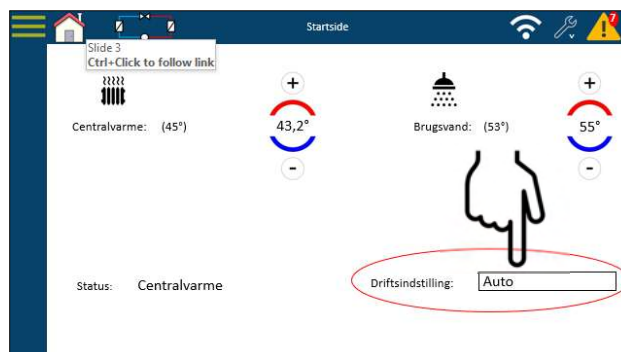 Startside
7
Slide 3
Ctrl+Click to follow link
+
+
Centralvarme: (45°)
43,2°
Brugsvand: (53°)
55°
-
-
Status: Centralvarme
Driftsindstilling: Auto